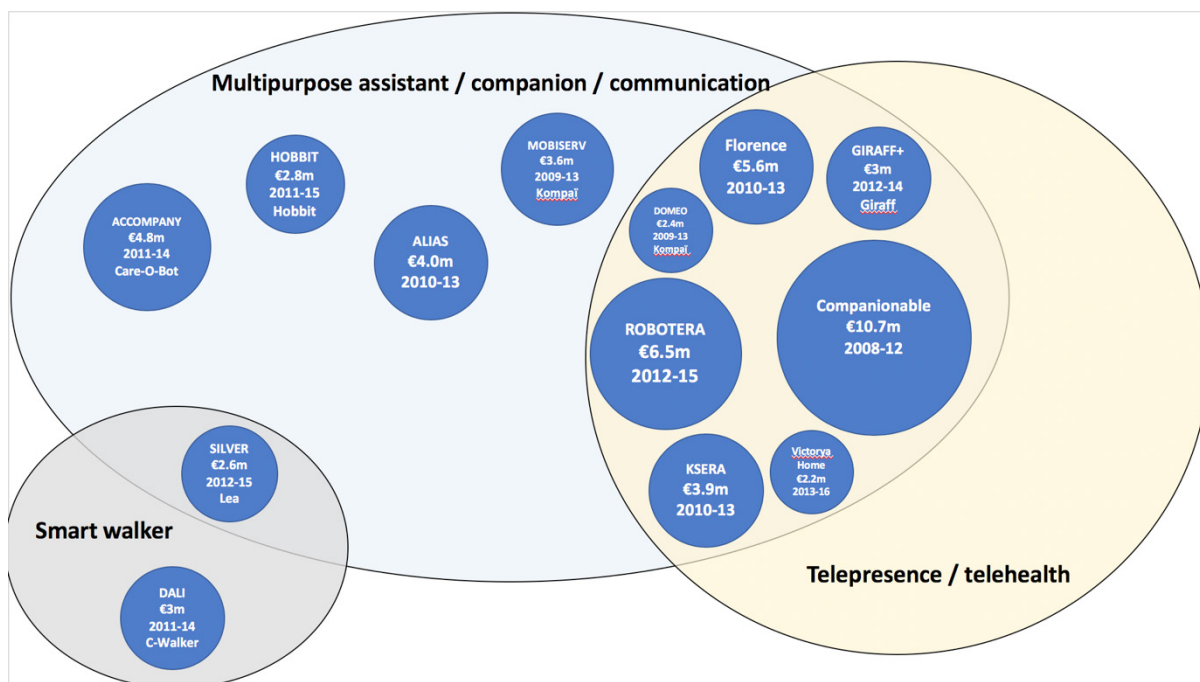 Multipurpose assistant / companion / communication
HOBBIT
€2.8m
2011-15
Hobbit
MOBISERV
€3.6m
2009-13
Kompaï
Florence
€5.6m
2010-13
GIRAFF+
€3m
2012-14
Giraff
ACCOMPANY
€4.8m
2011-14
Care-O-Bot
ALIAS
€4.0m
2010-13
DOMEO
€2.4m
2009-13
Kompaï
ROBOTERA
€6.5m
2012-15
Companionable
€10.7m
2008-12
SILVER
€2.6m
2012-15
Lea
KSERA
€3.9m
2010-13
Victorya
Home
€2.2m
2013-16
Smart walker
Telepresence / telehealth
DALI
€3m
2011-14
C-Walker